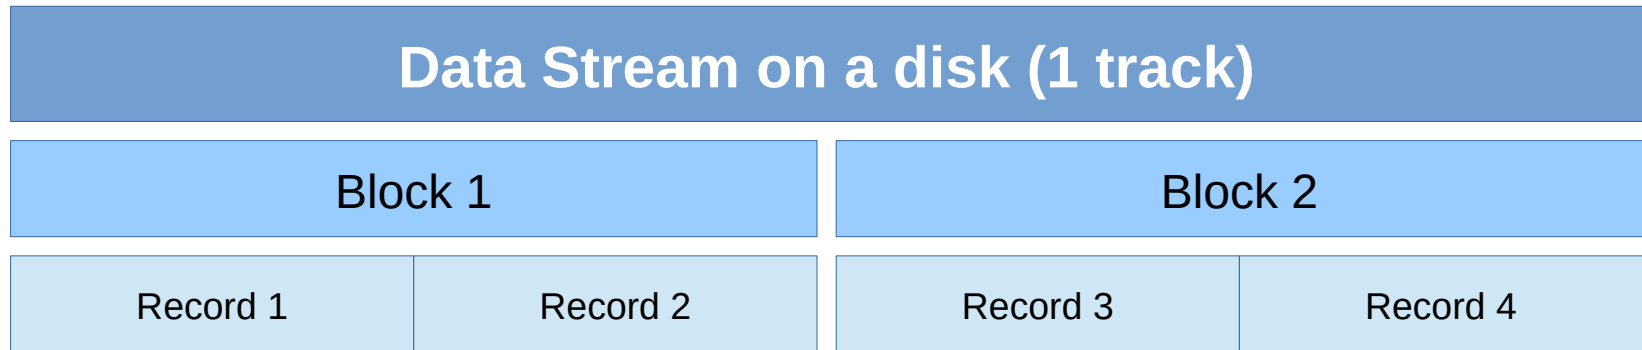 Data Stream on a disk (1 track)
Block 1
Block 2
Record 1
Record 2
Record 3
Record 4